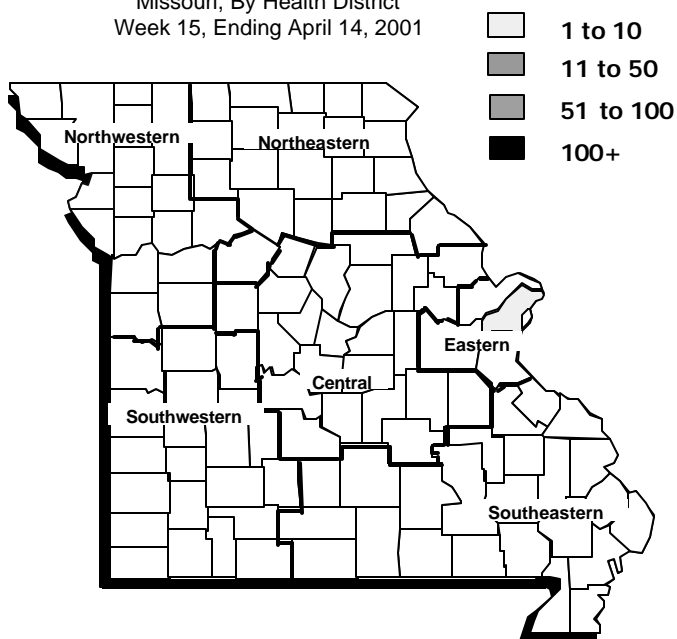 Missouri, By Health District
Week 15, Ending April 14, 2001
1 to 10
11 to 50
51 to 100
100+
Northwestern
Northeastern
Eastern
Central
Southwestern
Southeastern